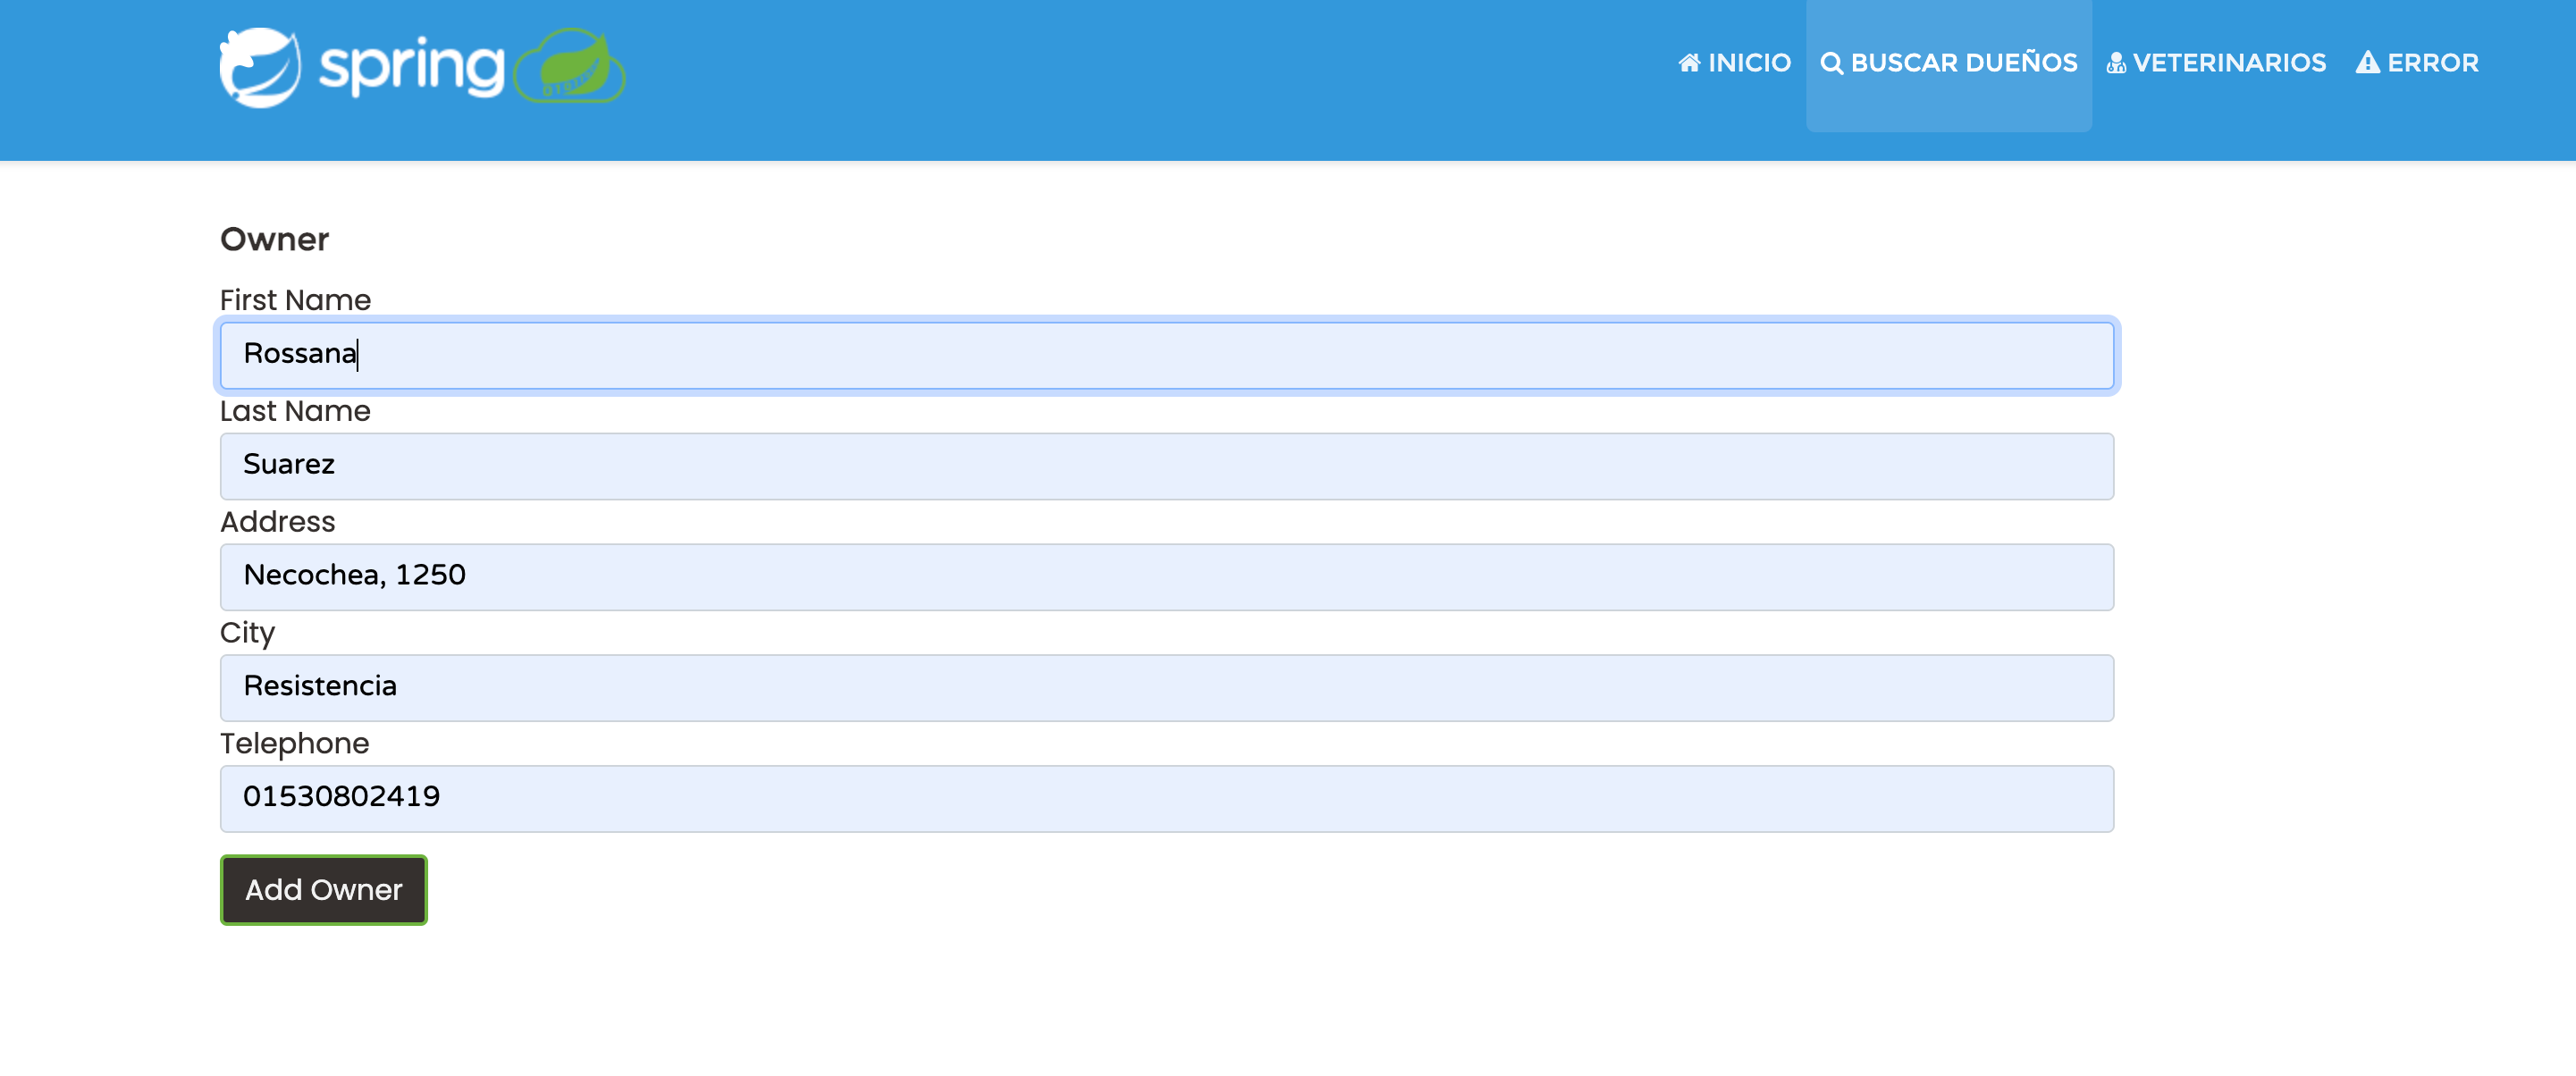 spring
INICIO BUSCAR DUEÑOS VETERINARIOS ERROR
Owner
First Name
Rossana
Last Name
Suarez
Address
Necochea, 1250
City
Resistencia
Telephone
01530802419
Add Owner